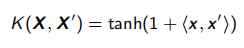 K(X, X′) = tanh(1 + ⟨x, x′⟩)